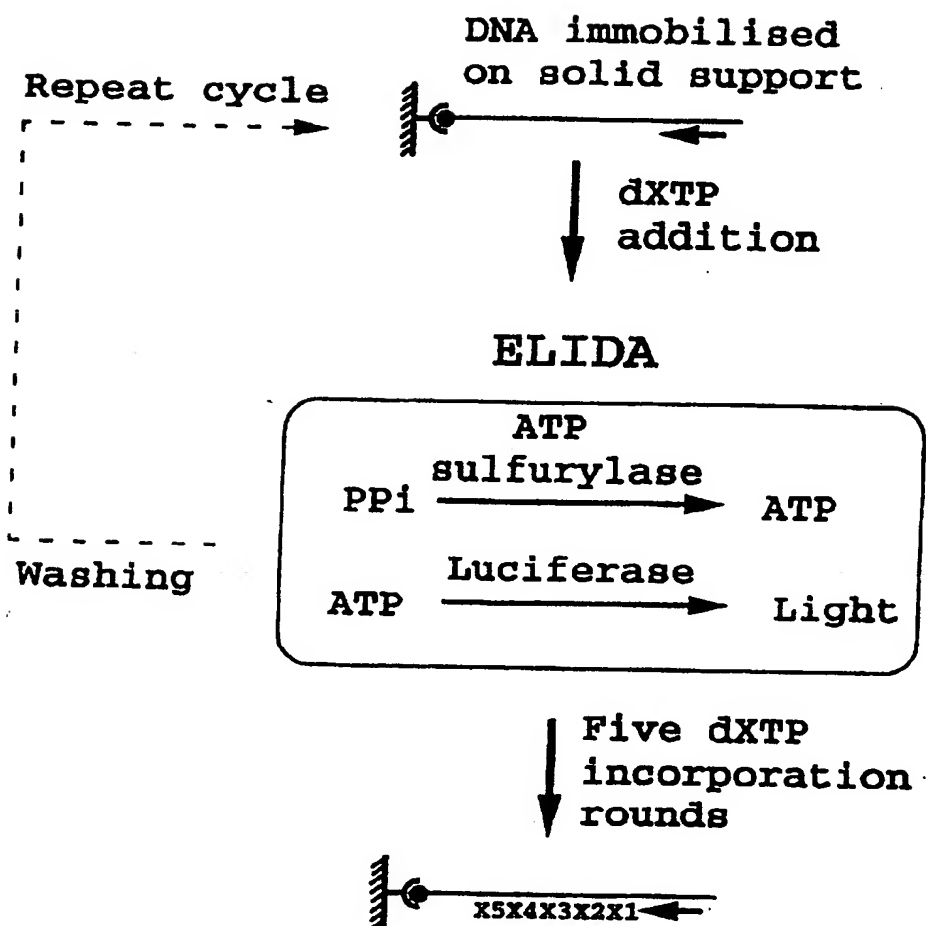 DNA immobilised
on solid support
Repeat cycle
dXTP
addition
ELIDA
ATP
sulfurylase
PPi
ATP
Washing
Luciferase
ATP
Light
Five dXTP
incorporation
rounds
X5X4X3X2X1